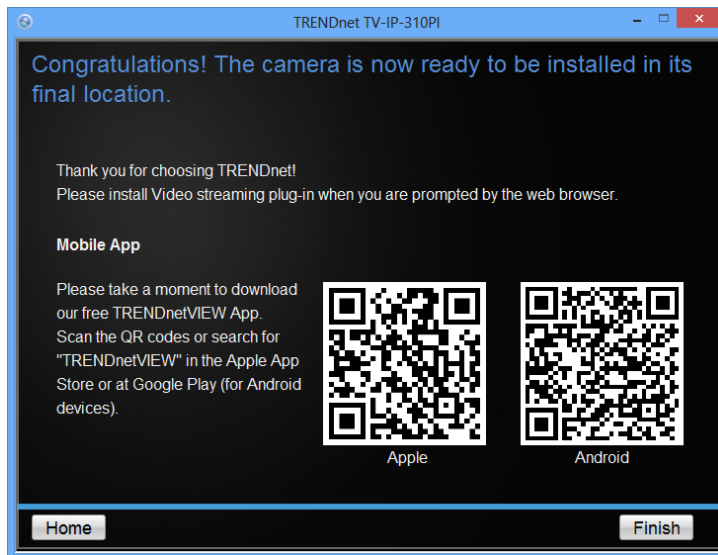 TRENDnet TV-IP-310PI
Congratulations! The camera is now ready to be installed in its
final location.
Thank you for choosing TRENDnet!
Please install Video streaming plug-in when you are prompted by the web browser.
Mobile App
Please take a moment to download
our free TRENDnetVIEW App.
Scan the QR codes or search for
"TRENDnetVIEW" in the Apple App
Store or at Google Play (for Android
devices).
Apple
Android
Home
Finish